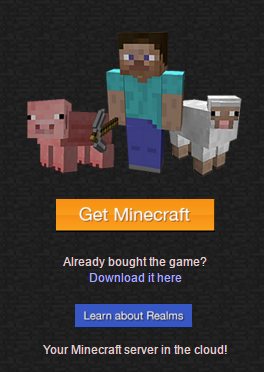 Get Minecraft
Already bought the game?
Download it here
Learn about Realms
Your Minecraft server in the cloud!